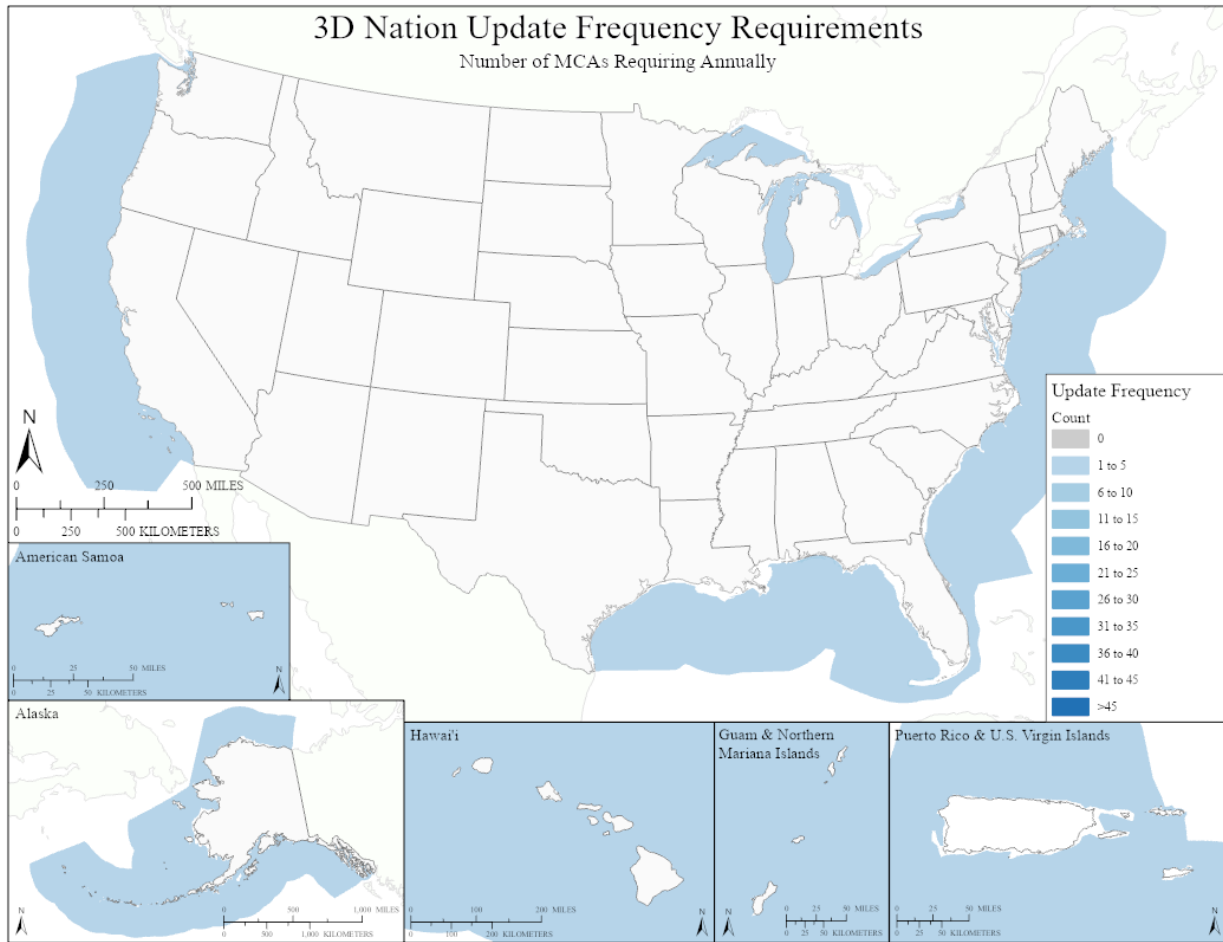 3D Nation Update Frequency Requirements
Number of MCAs Requiring Annually
N
0 250 500 MILES
0 250 500 KILOMETERS
Update Frequency
Count
0
1 to 5
6 to 10
11 to 15
16 to 20
21 to 25
26 to 30
31 to 35
36 to 40
41 to 45
>45
American Samoa
0 25 50 MILES
0 25 50 KILOMETERS
N
Alaska
N
0 500 1,000 MILES
0 500 1,000 KILOMETERS
Hawai'i
0 100 200 MILES
0 100 200 KILOMETERS
N
Guam & Northern
Mariana Islands
0 25 50 MILES
0 25 50 KILOMETERS
N
Puerto Rico & U.S. Virgin Islands
0 25 50 MILES
0 25 50 KILOMETERS
N